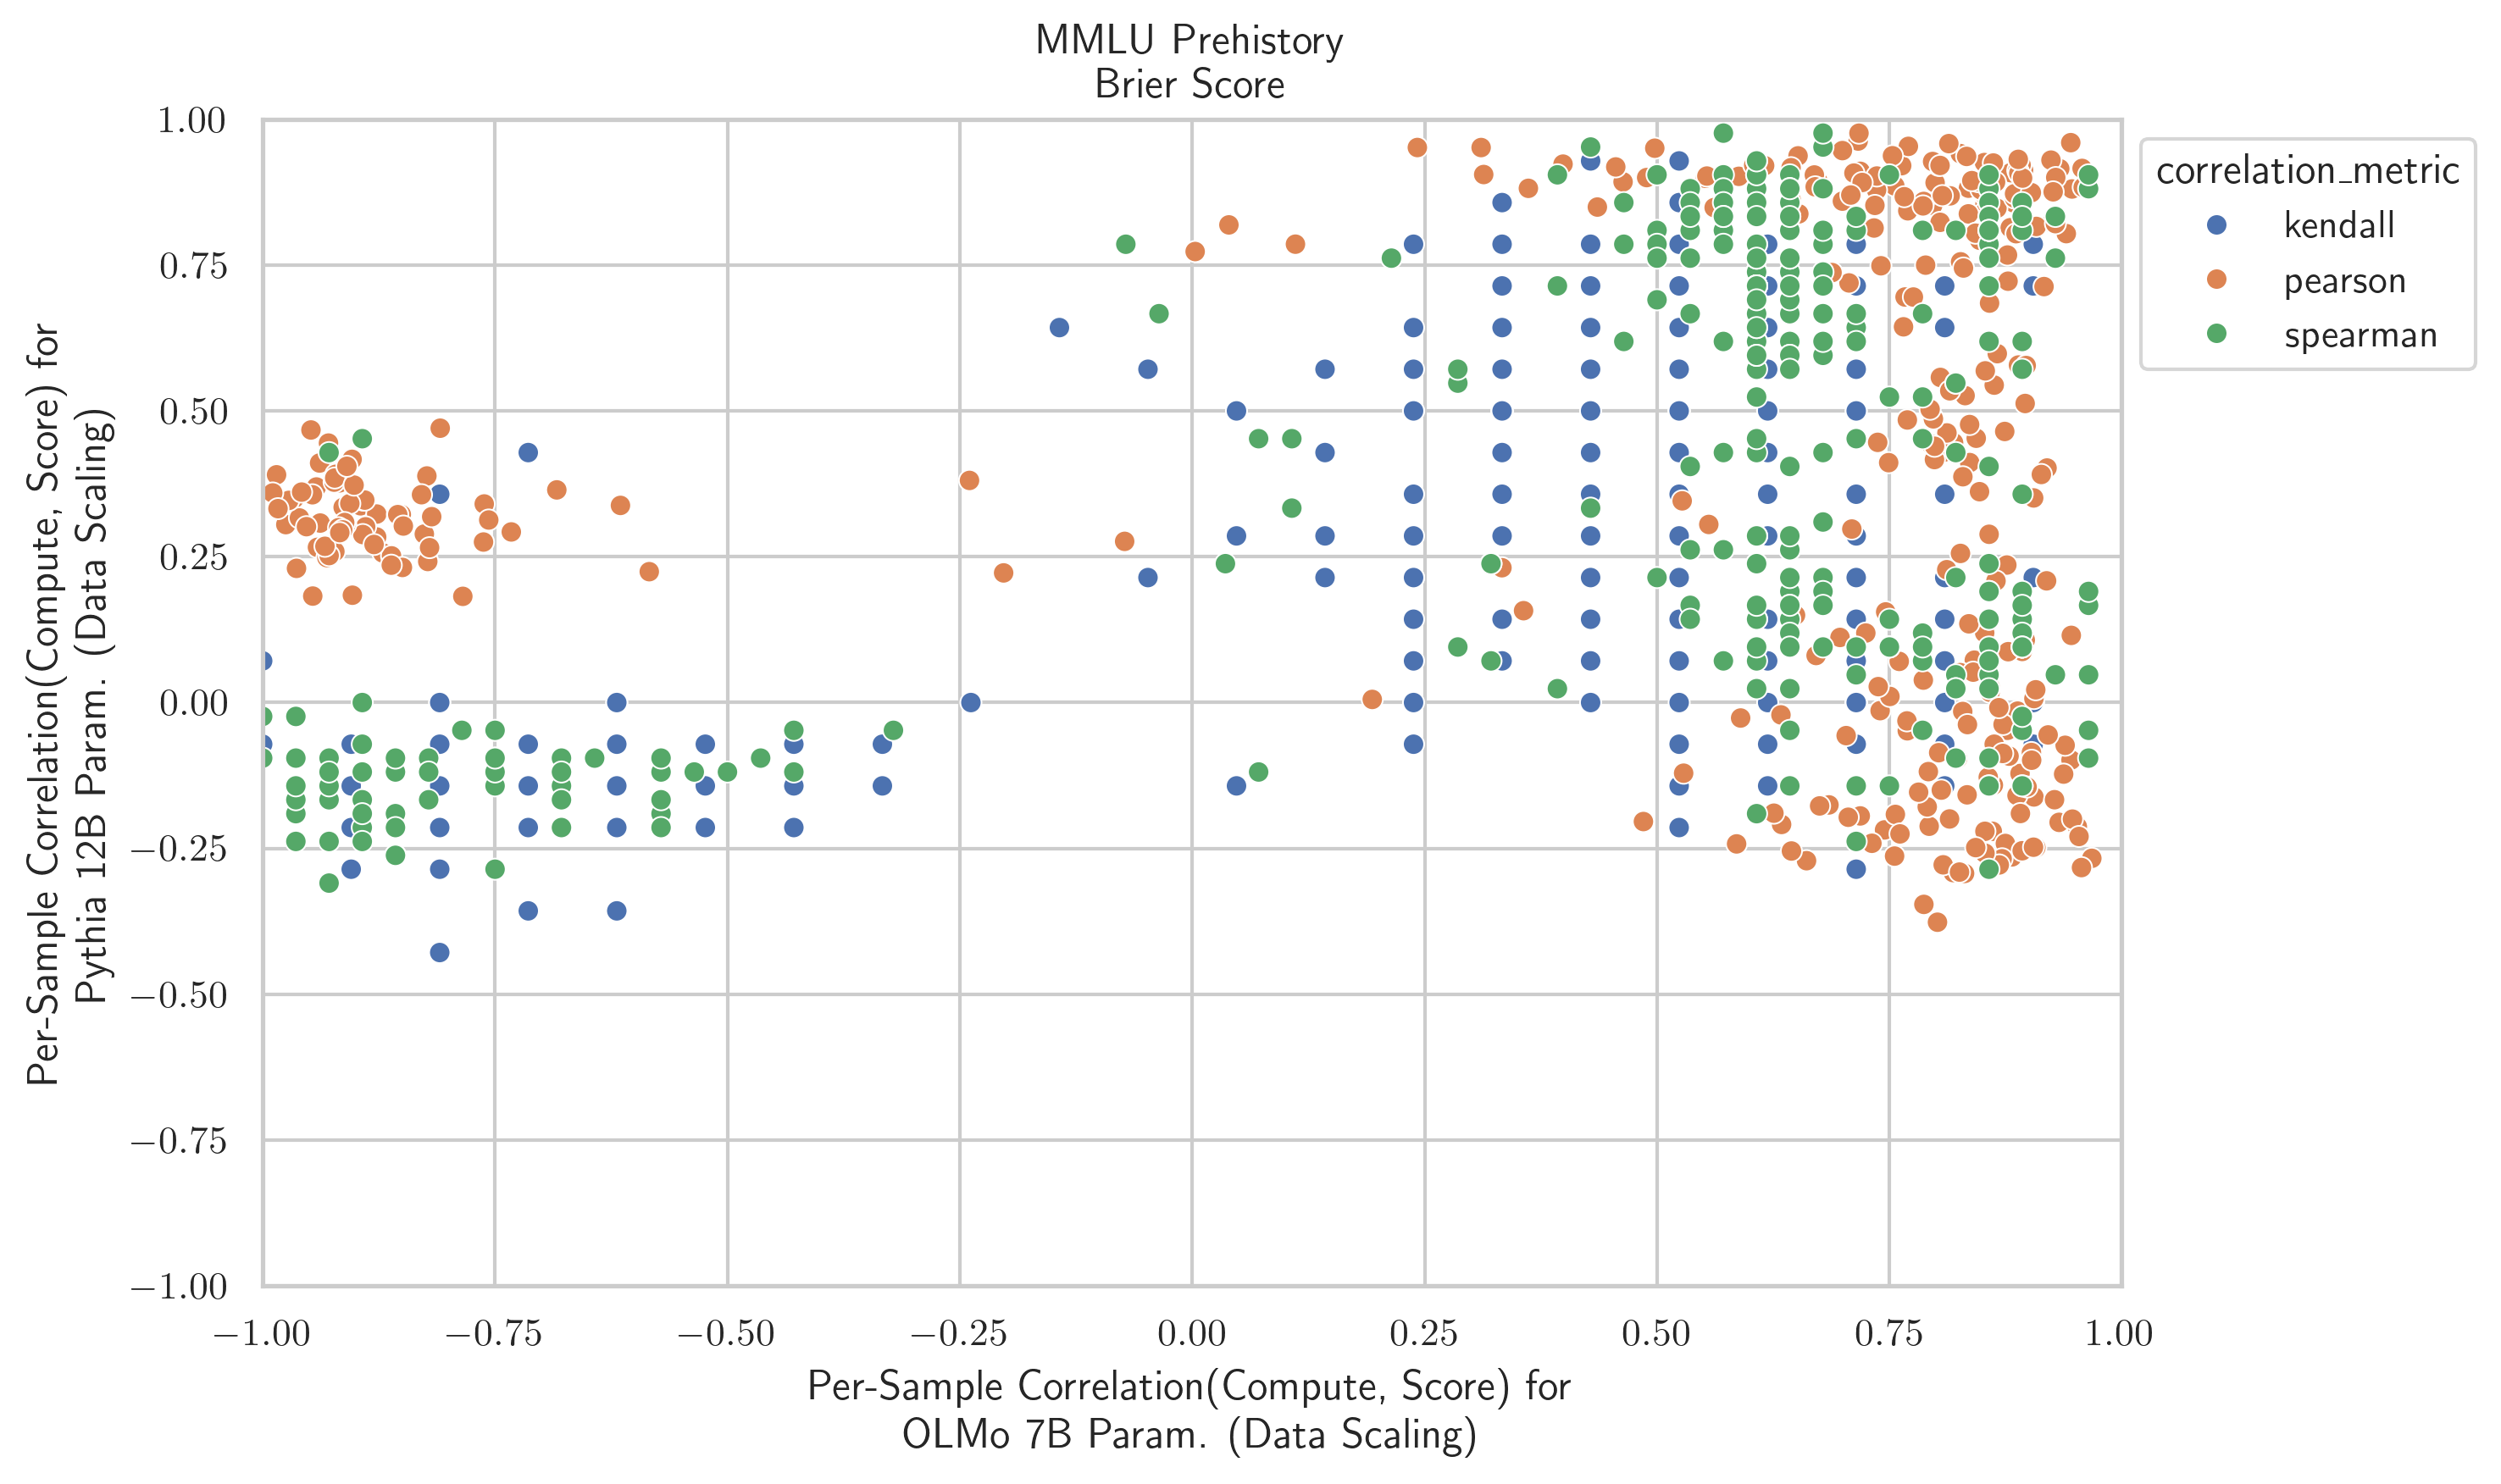 MMLU Prehistory
Brier Score
Per-Sample Correlation(Compute, Score) for
Pythia 12B Param. (Data Scaling)
1.00
0.75
0.50
0.25
0.00
−0.25
−0.50
−0.75
−1.00
−1.00 −0.75 −0.50 −0.25 0.00 0.25 0.50 0.75 1.00
Per-Sample Correlation(Compute, Score) for
OLMo 7B Param. (Data Scaling)
correlation_metric
kendall
pearson
spearman